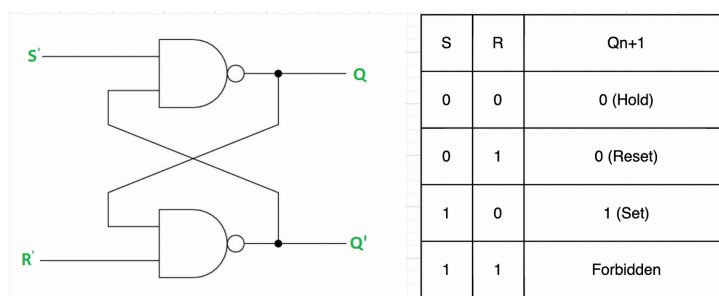 S'
Q
R'
Q'
S R Qn+1
0 0 0 (Hold)
0 1 0 (Reset)
1 0 1 (Set)
1 1 Forbidden